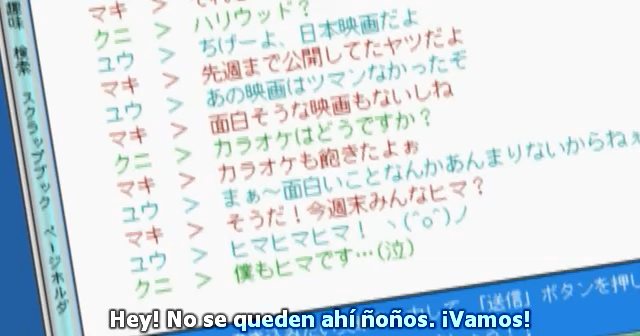 マキ >
クニ > ハリウッド?
ユウ > ちげーよ、日本映画だよ
マキ > 先週まで公開してたヤツだよ
ユウ > あの映画はツマンなかったぞ
マキ > 面白そうな映画もないしね
クニ > カラオケはどうですか?
マキ > カラオケも飽きたよぉ
ユウ > まぁ~面白いことなんかあんまりないからねぇ
マキ > そうだ!今週末みんなヒマ?
ユウ > ヒマヒマヒマ! ヽ(^o^)ノ
クニ > 僕もヒマです…(泣)
趣味 検索 スクラップブック ページホルダ
「送信」ボタンを押し
Hey! No se queden ahí ñoños. ¡Vamos!